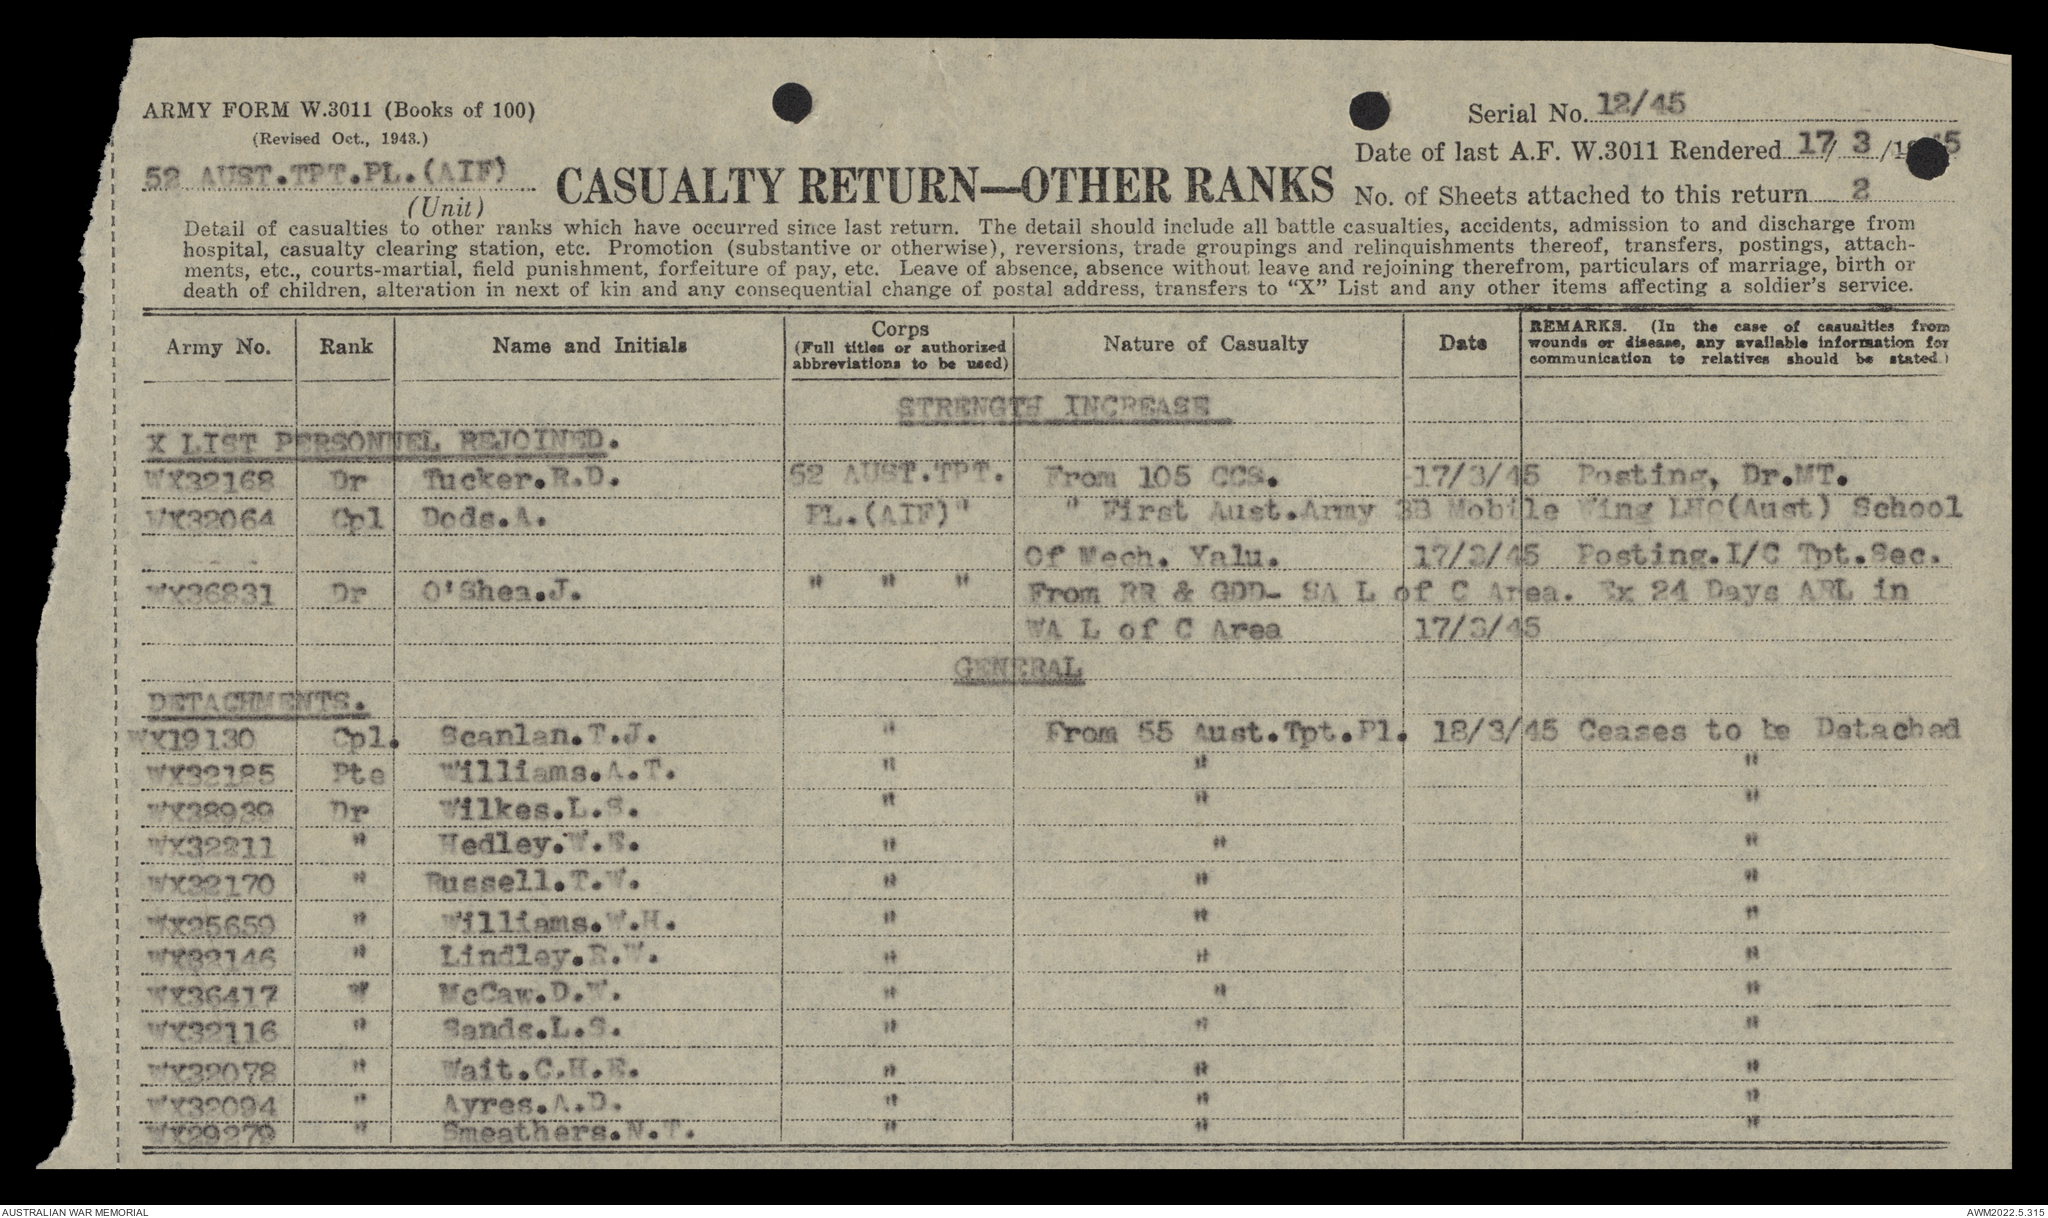 ARMY FORM W.3011 (Books of 100)
(Revised Oct., 1943.)
Serial No. 12/45
52 AUST.TPT.PL.(AIF)
(Unit)
CASUALTY RETURN—OTHER RANKS
Date of last A.F. W.3011 Rendered 17/ 3 /1945
No. of Sheets attached to this return 2
Detail of casualties to other ranks which have occurred since last return. The detail should include all battle casualties, accidents, admission to and discharge from
hospital, casualty clearing station, etc. Promotion (substantive or otherwise), reversions, trade groupings and relinquishments thereof, transfers, postings, attach-
ments, etc., courts-martial, field punishment, forfeiture of pay, etc. Leave of absence, absence without leave and rejoining therefrom, particulars of marriage, birth or
death of children, alteration in next of kin and any consequential change of postal address, transfers to "X" List and any other items affecting a soldier's service.
Army No. Rank Name and Initials Corps (Full titles or authorized abbreviations to be used) Nature of Casualty Date REMARKS. (In the case of casualties from wounds or disease, any available information for communication to relatives should be stated.)
STRENGTH INCREASE
X LIST PERSONNEL REJOINED.
WX32168 Dr Tucker.R.D. 52 AUST.TPT. From 105 CCS. 17/3/45 Posting, Dr.MT.
WX32064 Cpl Dods.A. PL.(AIF)" " First Aust.Army 3B Mobile Wing LHQ(Aust) School
Of Mech. Yalu. 17/3/45 Posting.I/C Tpt.Sec.
WX36831 Dr O'Shea.J. " " " From RR & GDD- SA L of C Area. Ex 24 Days ARL in
WA L of C Area 17/3/45
GENERAL
DETACHMENTS.
WX19130 Cpl. Scanlan.T.J. " From 55 Aust.Tpt.Pl. 18/3/45 Ceases to be Detached
WX32185 Pte Williams.A.T. " " "
WX38939 Dr Wilkes.L.S. " " "
WX32211 " Hedley.W.S. " " "
WX32170 " Russell.T.W. " " "
WX25659 " Williams.W.H. " " "
WX32146 " Lindley.R.W. " " "
WX36417 " McCaw.D.W. " " "
WX32116 " Sands.L.S. " " "
WX32078 " Wait.C.H.E. " " "
WX32094 " Ayres.A.D. " " "
WX29279 " Smeathers.N.T. " " "
AUSTRALIAN WAR MEMORIAL
AWM2022.5.315